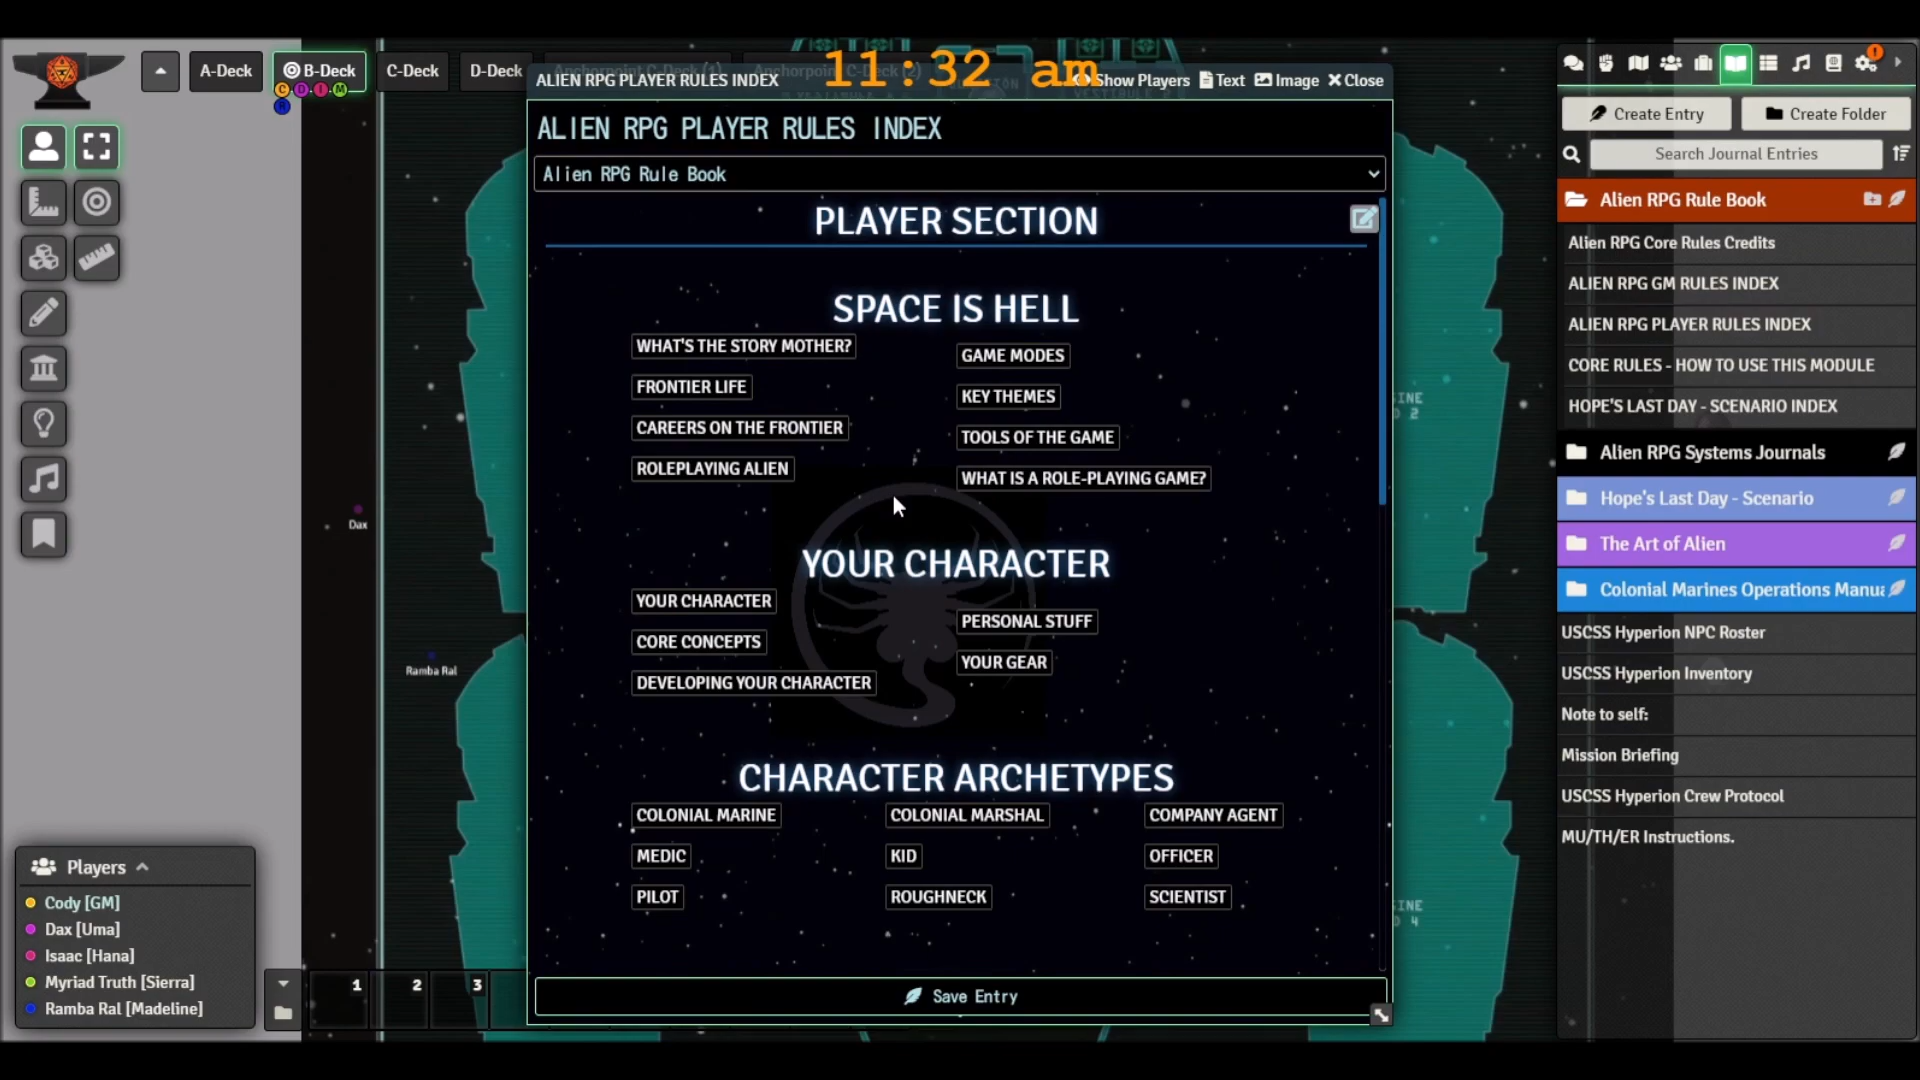 11:32 am
A-Deck
B-Deck
C-Deck
D-Deck
C
D
I
M
R
ALIEN RPG PLAYER RULES INDEX
Show Players
Text
Image
Close
ALIEN RPG PLAYER RULES INDEX
Alien RPG Rule Book
PLAYER SECTION
SPACE IS HELL
WHAT'S THE STORY MOTHER?
FRONTIER LIFE
CAREERS ON THE FRONTIER
ROLEPLAYING ALIEN
GAME MODES
KEY THEMES
TOOLS OF THE GAME
WHAT IS A ROLE-PLAYING GAME?
YOUR CHARACTER
YOUR CHARACTER
CORE CONCEPTS
DEVELOPING YOUR CHARACTER
PERSONAL STUFF
YOUR GEAR
CHARACTER ARCHETYPES
COLONIAL MARINE
COLONIAL MARSHAL
COMPANY AGENT
MEDIC
KID
OFFICER
PILOT
ROUGHNECK
SCIENTIST
Save Entry
Dax
Ramba Ral
Players
Cody [GM]
Dax [Uma]
Isaac [Hana]
Myriad Truth [Sierra]
Ramba Ral [Madeline]
1
2
3
Create Entry
Create Folder
Search Journal Entries
Alien RPG Rule Book
Alien RPG Core Rules Credits
ALIEN RPG GM RULES INDEX
ALIEN RPG PLAYER RULES INDEX
CORE RULES - HOW TO USE THIS MODULE
HOPE'S LAST DAY - SCENARIO INDEX
Alien RPG Systems Journals
Hope's Last Day - Scenario
The Art of Alien
Colonial Marines Operations Manua
USCSS Hyperion NPC Roster
USCSS Hyperion Inventory
Note to self:
Mission Briefing
USCSS Hyperion Crew Protocol
MU/TH/ER Instructions.